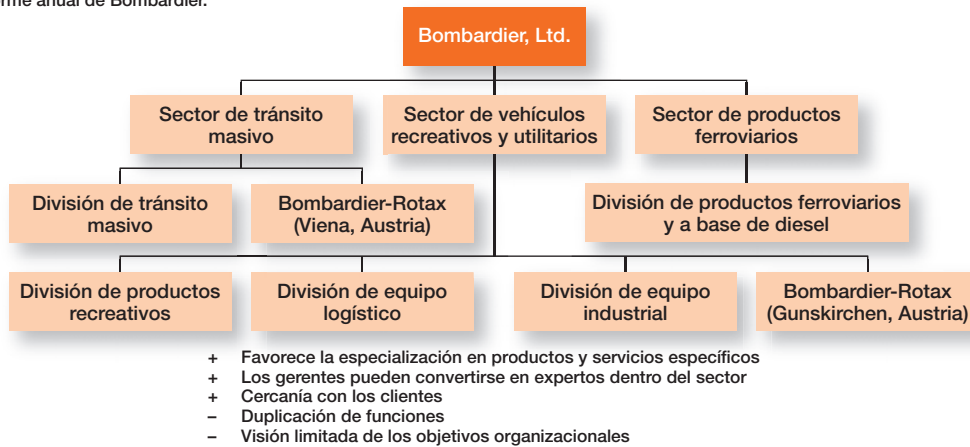 anual de Bombardier.
Bombardier, Ltd.
Sector de tránsito
masivo
Sector de vehículos
recreativos y utilitarios
Sector de productos
ferroviarios
División de tránsito
masivo
Bombardier-Rotax
(Viena, Austria)
División de productos ferroviarios
y a base de diesel
División de productos
recreativos
División de equipo
logístico
División de equipo
industrial
Bombardier-Rotax
(Gunskirchen, Austria)
+ Favorece la especialización en productos y servicios específicos
+ Los gerentes pueden convertirse en expertos dentro del sector
+ Cercanía con los clientes
– Duplicación de funciones
– Visión limitada de los objetivos organizacionales